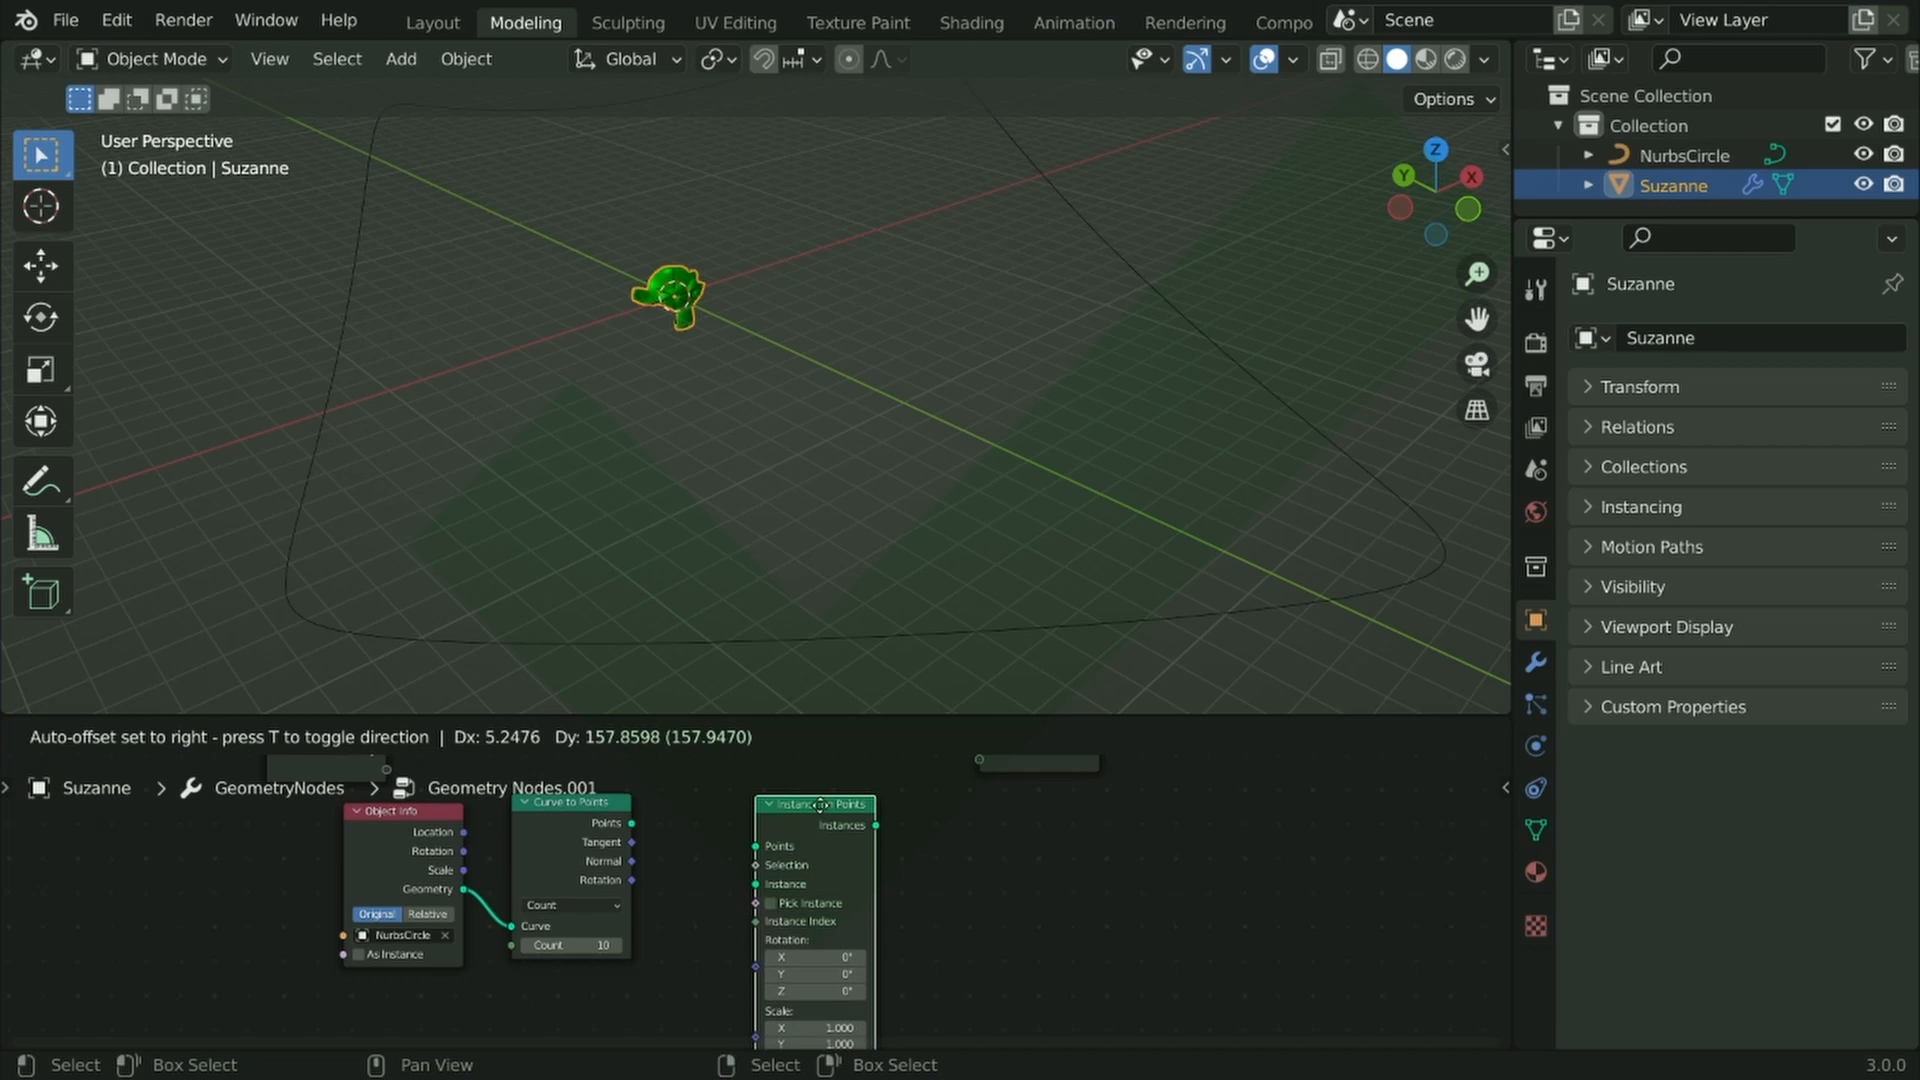 File Edit Render Window Help Layout Modeling Sculpting UV Editing Texture Paint Shading Animation Rendering Compo Scene View Layer
Object Mode View Select Add Object Global
Options
User Perspective
(1) Collection | Suzanne
Z
Y
X
Scene Collection
Collection
NurbsCircle
Suzanne
Suzanne
Suzanne
Transform
Relations
Collections
Instancing
Motion Paths
Visibility
Viewport Display
Line Art
Custom Properties
Auto-offset set to right - press T to toggle direction | Dx: 5.2476 Dy: 157.8598 (157.9470)
Suzanne > GeometryNodes > Geometry Nodes.001
Object Info
Location
Rotation
Scale
Geometry
Original Relative
NurbsCircle
As Instance
Curve to Points
Points
Tangent
Normal
Rotation
Count
Curve
Count 10
Instances
Points
Selection
Instance
Pick Instance
Instance Index
Rotation:
X 0°
Y 0°
Z 0°
Scale:
X 1.000
Y 1.000
Select Box Select Pan View Select Box Select 3.0.0